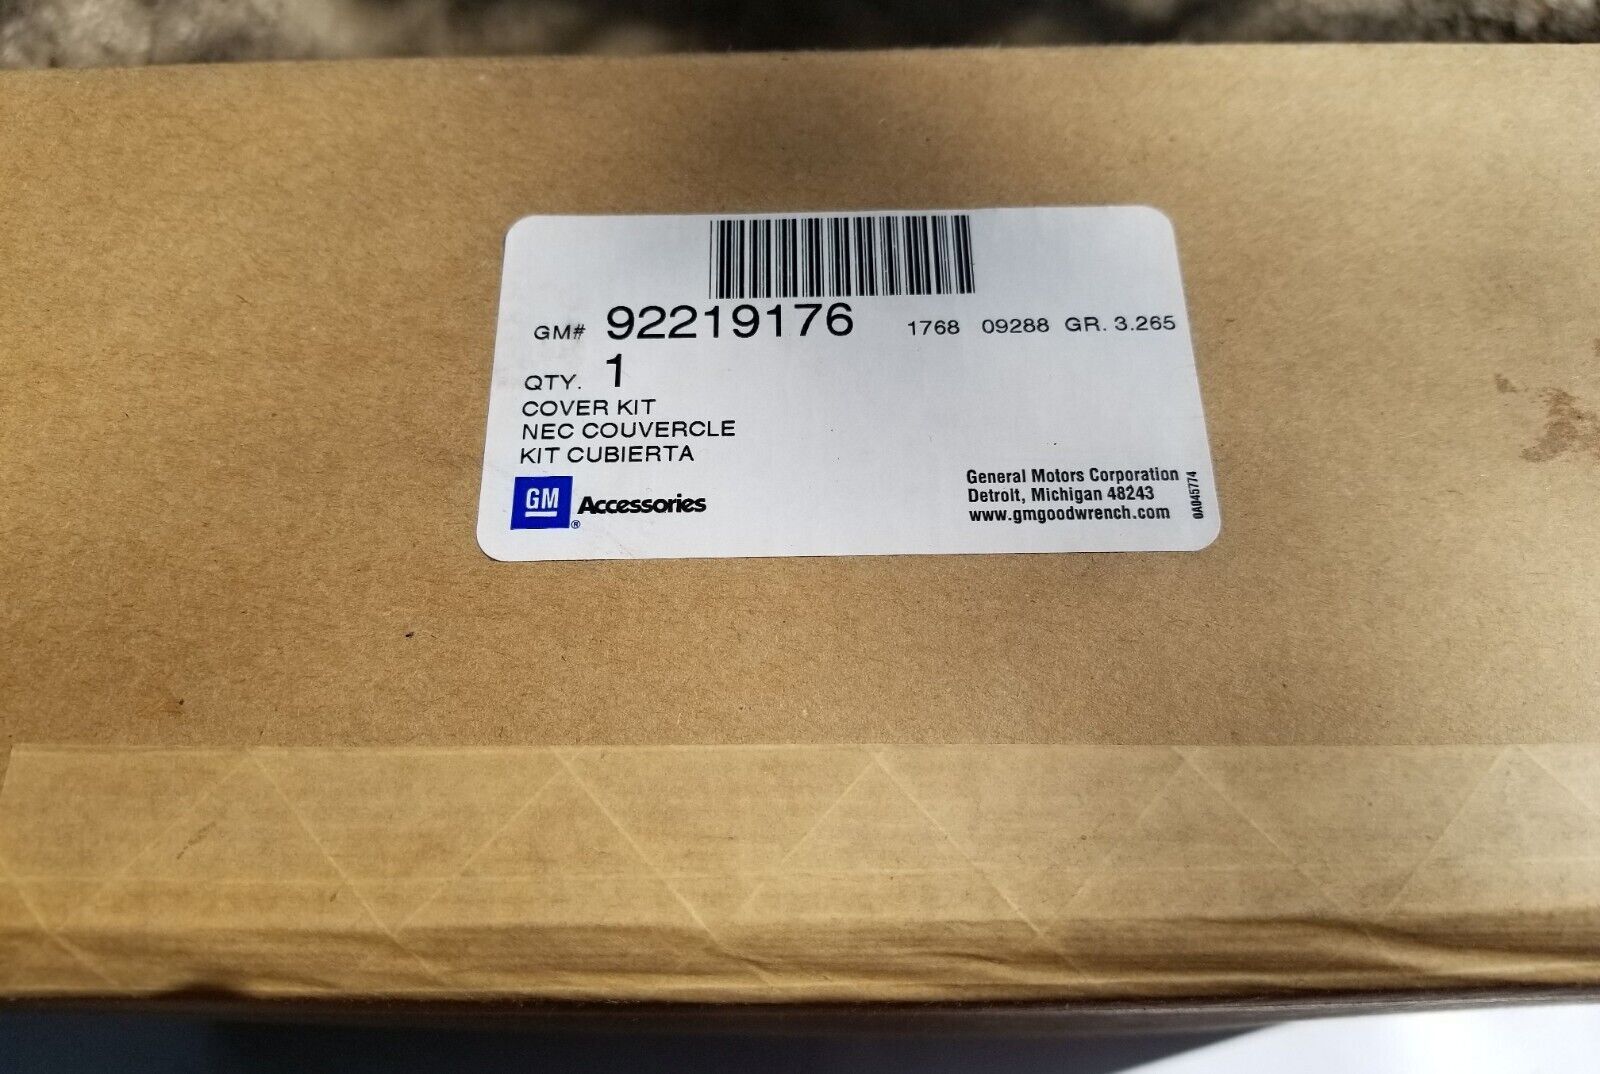 GM# 92219176 1768 09288 GR. 3.265
QTY. 1
COVER KIT
NEC COUVERCLE
KIT CUBIERTA
GM® Accessories
General Motors Corporation
Detroit, Michigan 48243
www.gmgoodwrench.com
0A045774